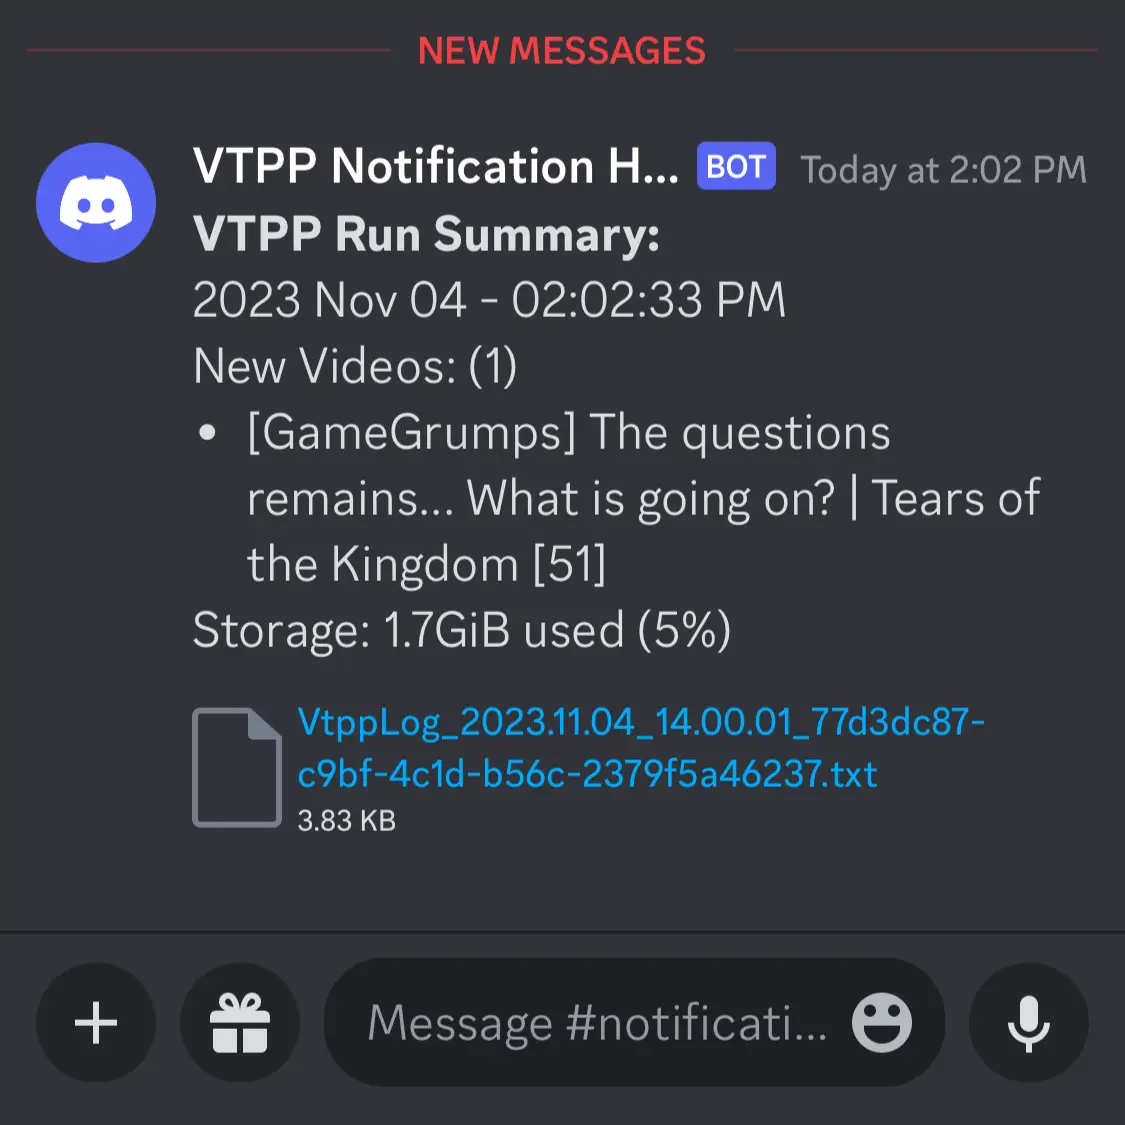 NEW MESSAGES
VTPP Notification H... BOT Today at 2:02 PM
VTPP Run Summary:
2023 Nov 04 - 02:02:33 PM
New Videos: (1)
• [GameGrumps] The questions
remains... What is going on? | Tears of
the Kingdom [51]
Storage: 1.7GiB used (5%)
VtppLog_2023.11.04_14.00.01_77d3dc87-
c9bf-4c1d-b56c-2379f5a46237.txt
3.83 KB
Message #notificati...